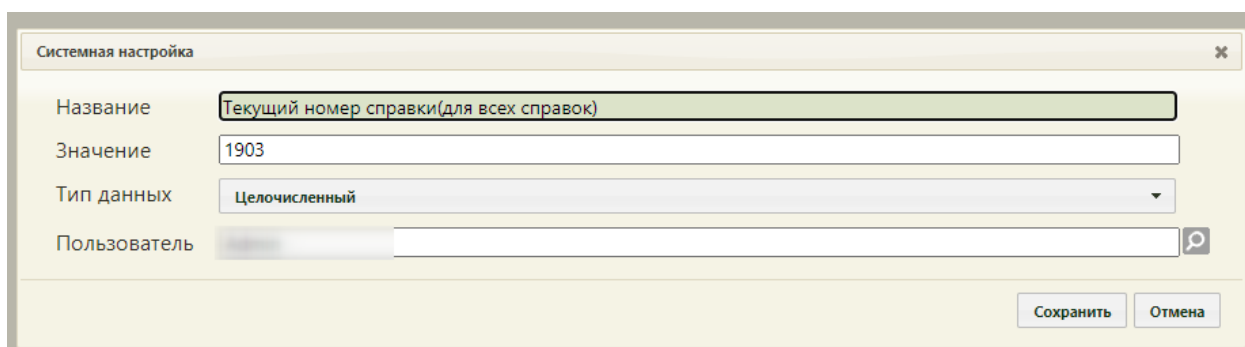 Системная настройка
Название Текущий номер справки(для всех справок)
Значение 1903
Тип данных Целочисленный
Пользователь
Сохранить Отмена